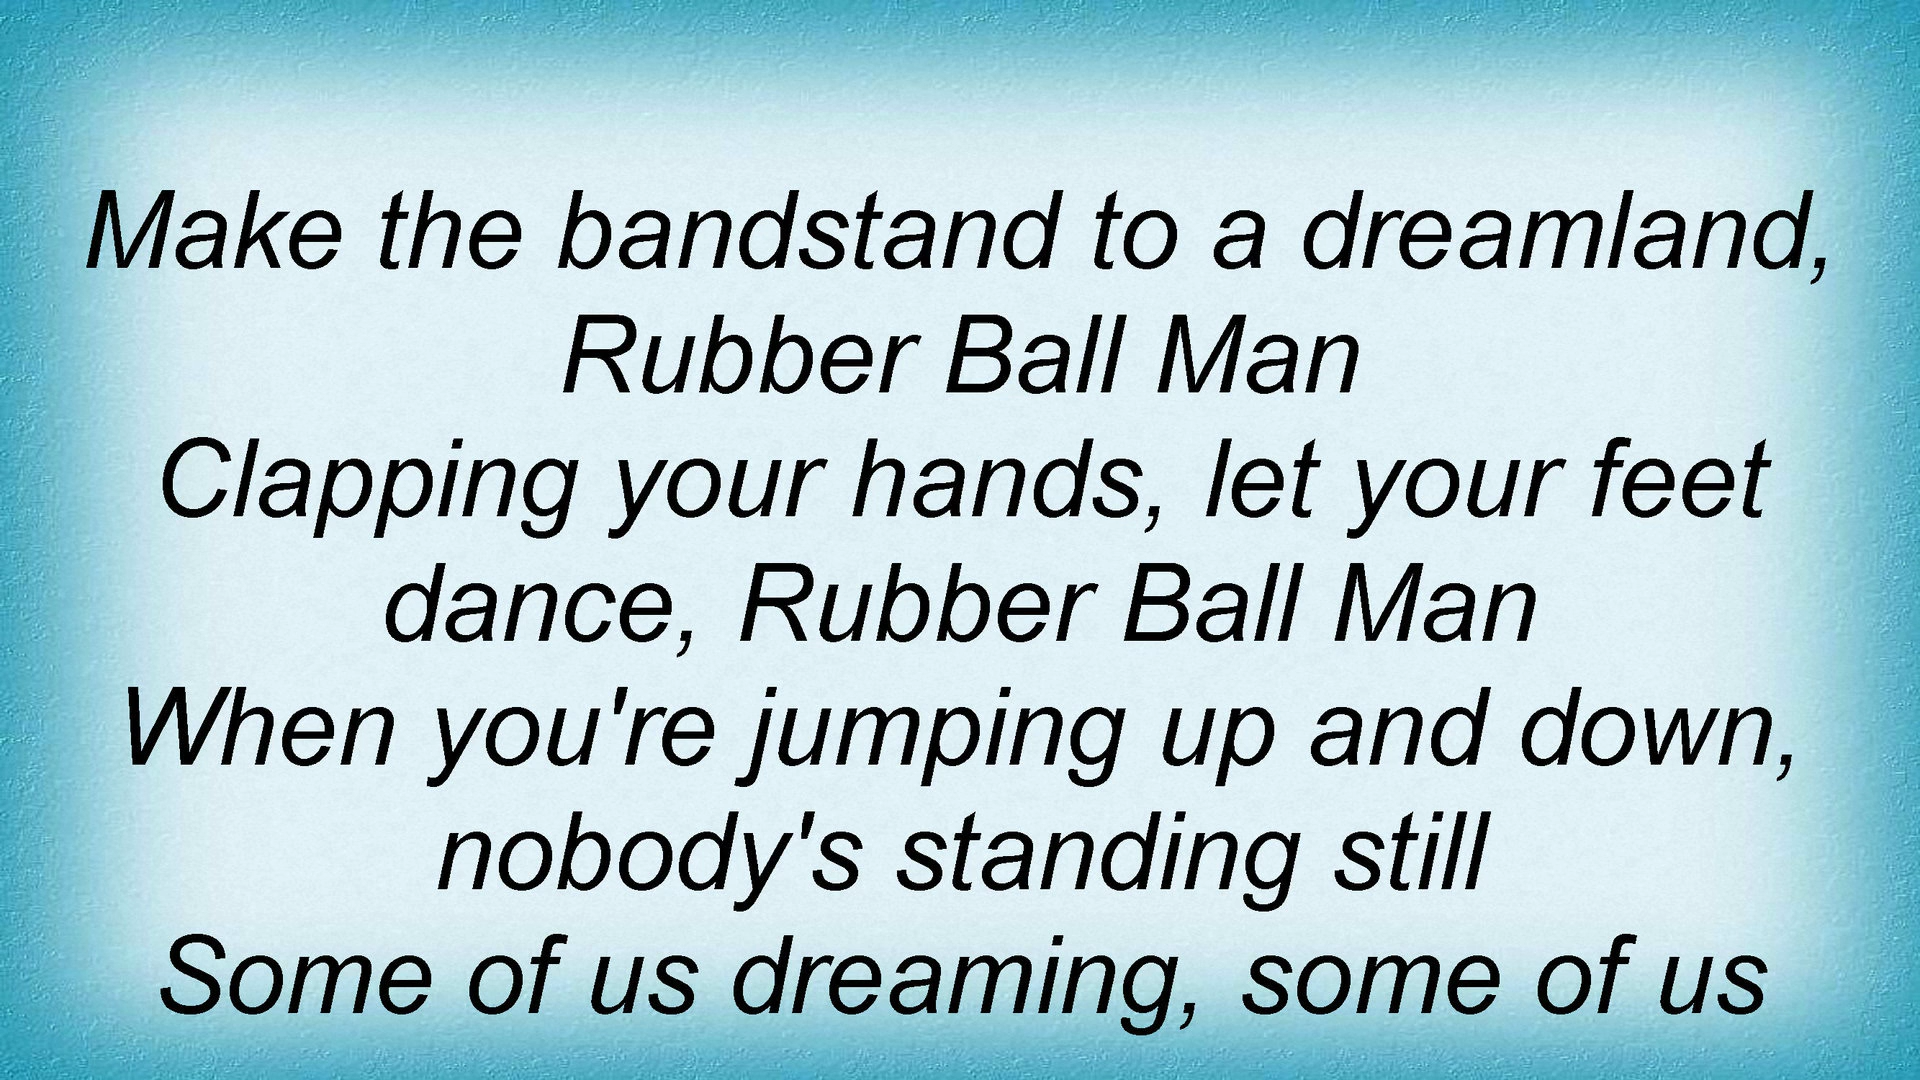 Make the bandstand to a dreamland,
Rubber Ball Man
Clapping your hands, let your feet
dance, Rubber Ball Man
When you're jumping up and down,
nobody's standing still
Some of us dreaming, some of us